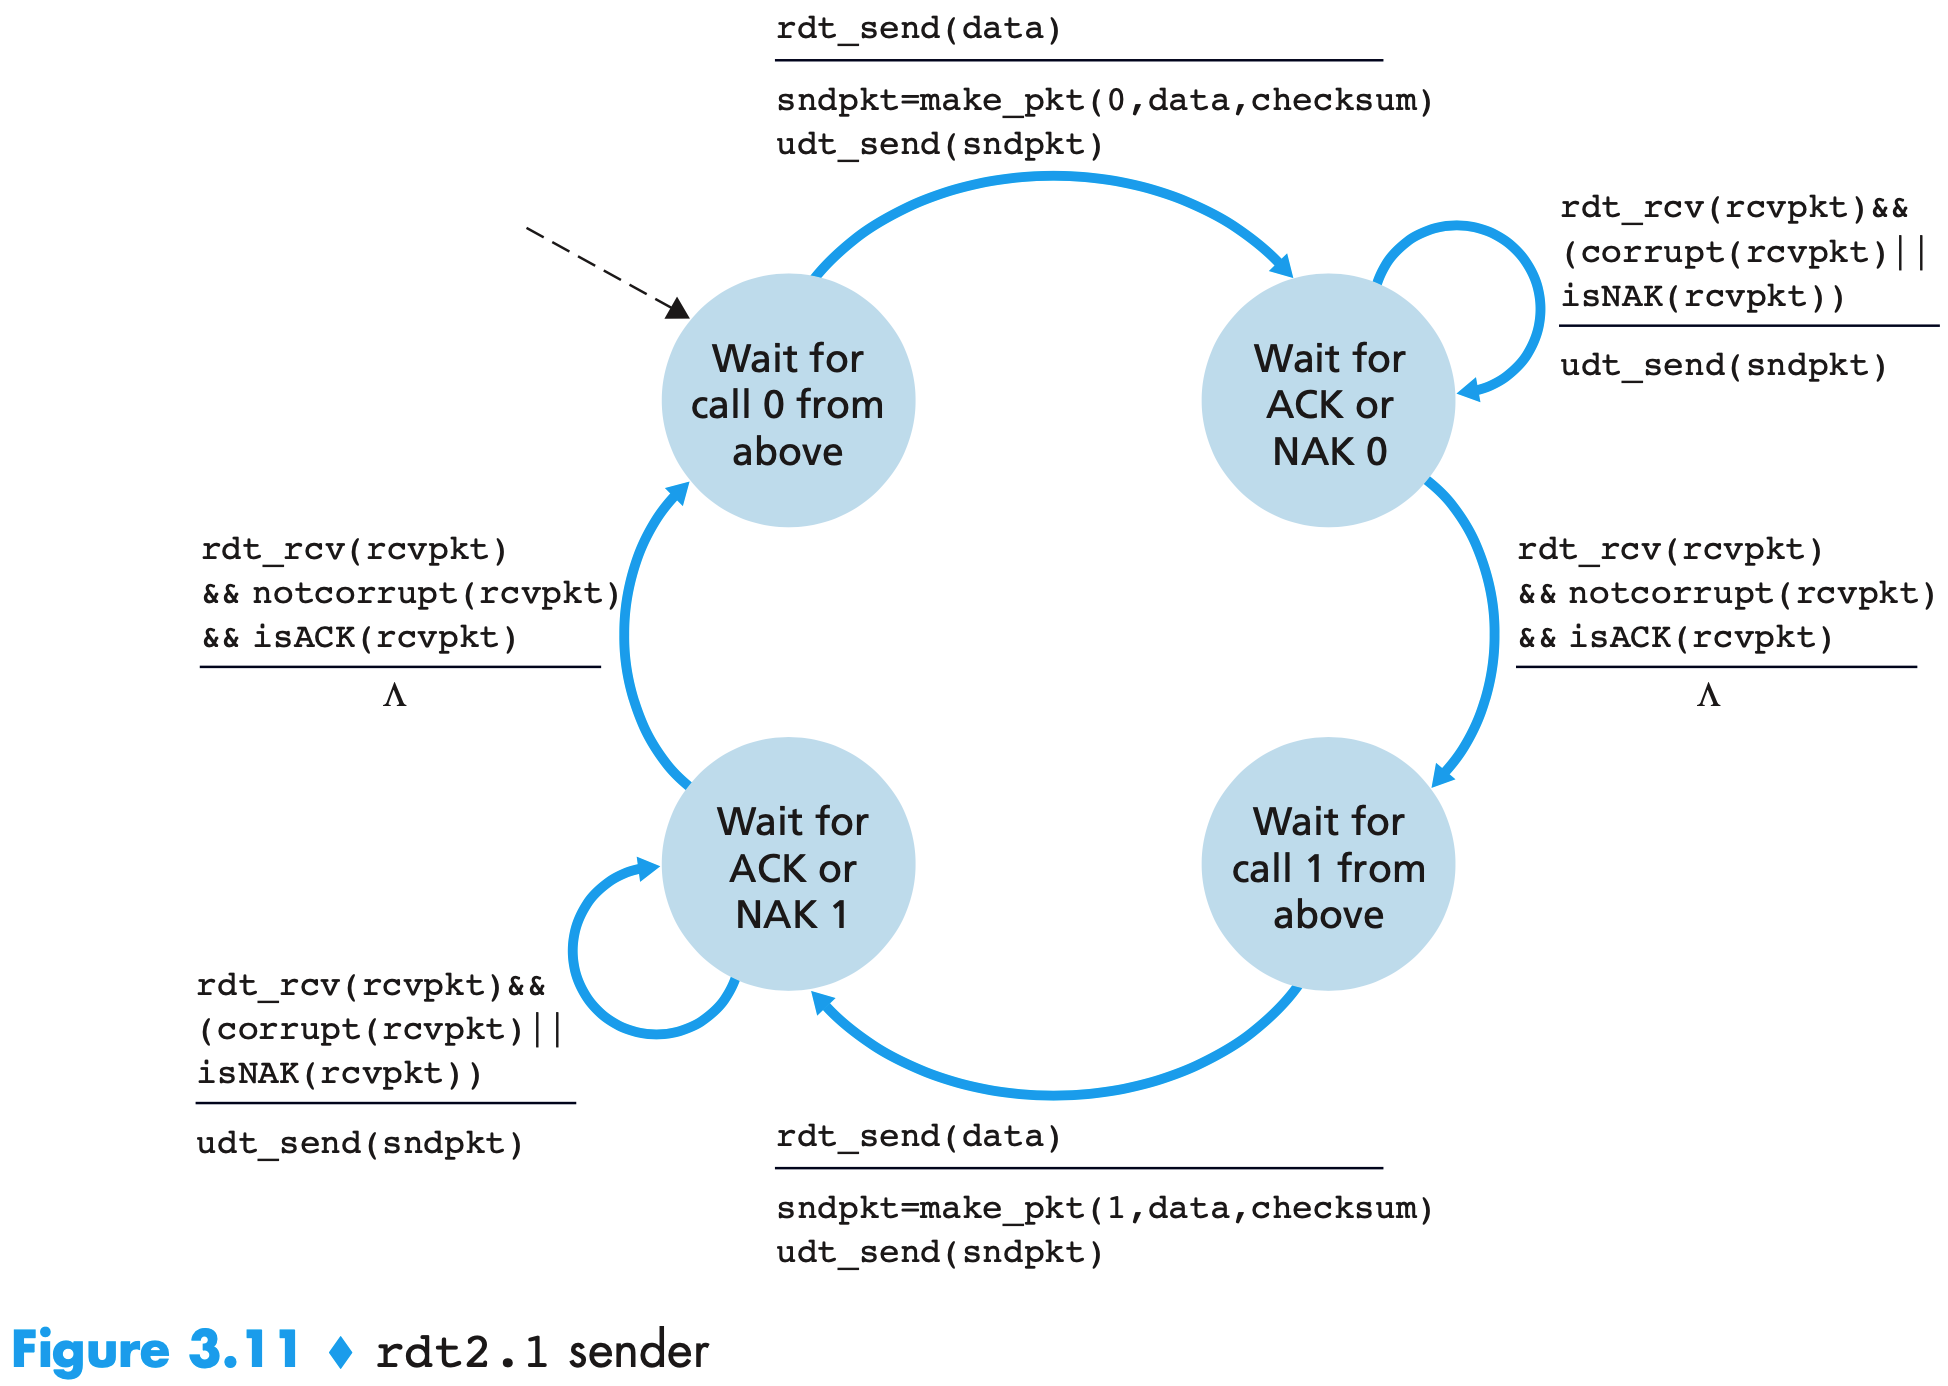 rdt_send(data)
sndpkt=make_pkt(0,data,checksum)
udt_send(sndpkt)
rdt_rcv(rcvpkt)&&
(corrupt(rcvpkt)||
isNAK(rcvpkt))
udt_send(sndpkt)
Wait for
call 0 from
above
Wait for
ACK or
NAK 0
rdt_rcv(rcvpkt)
&& notcorrupt(rcvpkt)
&& isACK(rcvpkt)
Λ
rdt_rcv(rcvpkt)
&& notcorrupt(rcvpkt)
&& isACK(rcvpkt)
Λ
Wait for
ACK or
NAK 1
Wait for
call 1 from
above
rdt_rcv(rcvpkt)&&
(corrupt(rcvpkt)||
isNAK(rcvpkt))
udt_send(sndpkt)
rdt_send(data)
sndpkt=make_pkt(1,data,checksum)
udt_send(sndpkt)
Figure 3.11 ♦ rdt2.1 sender